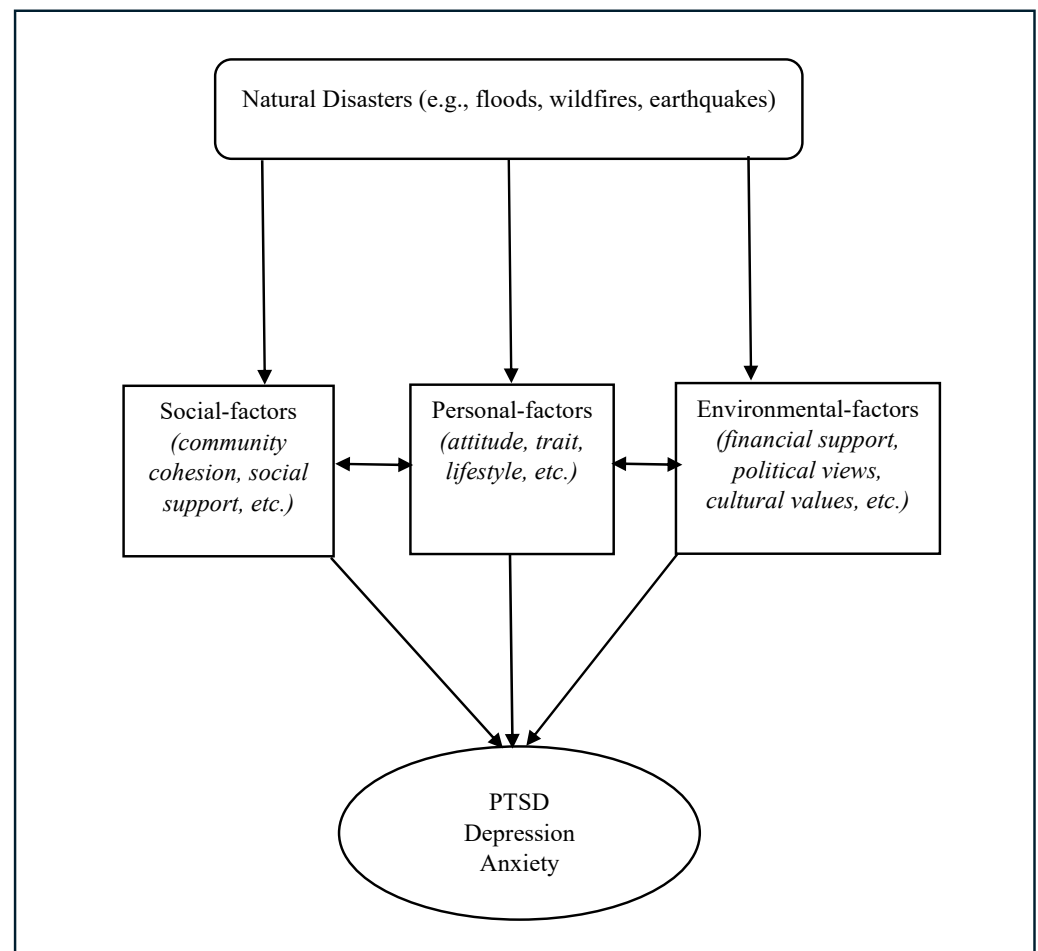 Natural Disasters (e.g., floods, wildfires, earthquakes)
Social-factors
(community
cohesion, social
support, etc.)
Personal-factors
(attitude, trait,
lifestyle, etc.)
Environmental-factors
(financial support,
political views,
cultural values, etc.)
PTSD
Depression
Anxiety